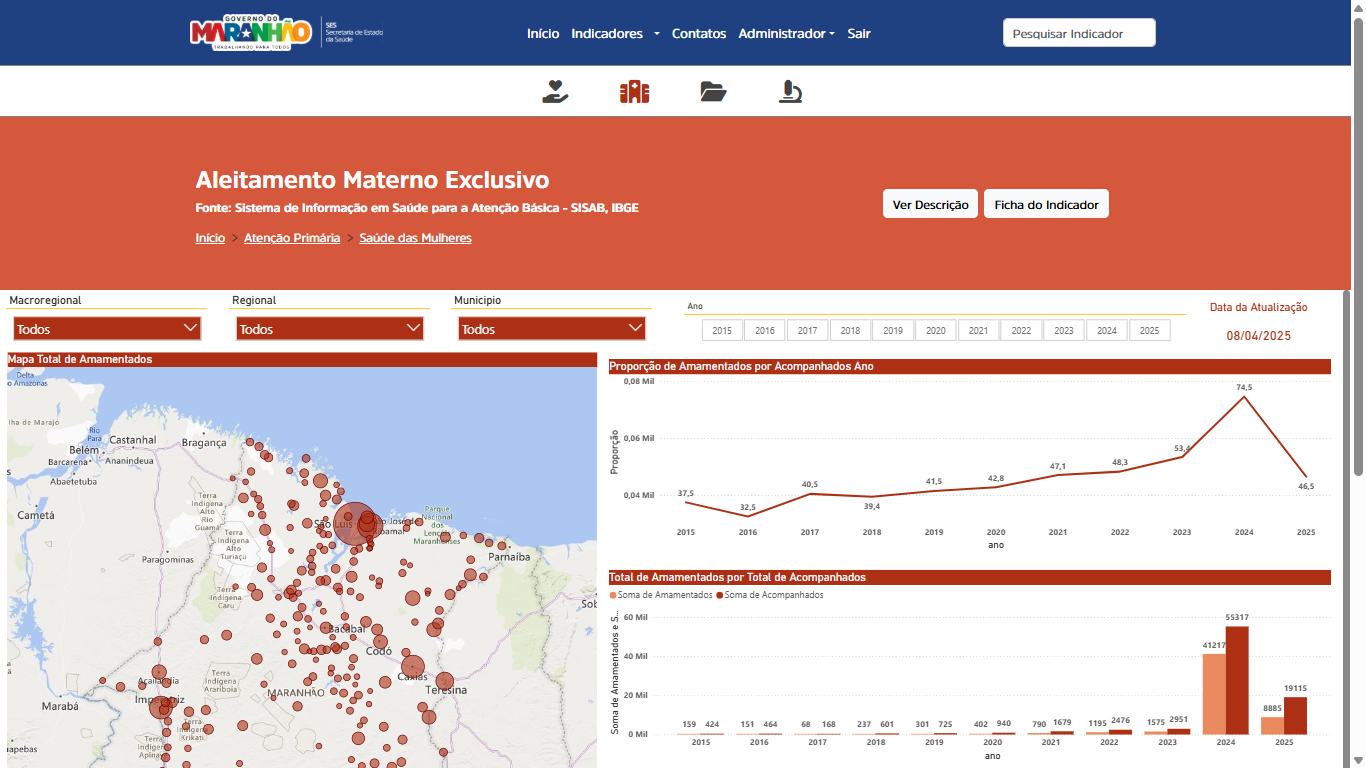 GOVERNO DO
MARANHÃO
TRABALHANDO PARA TODOS
SES
Secretaria de Estado
da Saúde
Início Indicadores Contatos Administrador Sair
Pesquisar Indicador
Aleitamento Materno Exclusivo
Fonte: Sistema de Informação em Saúde para a Atenção Básica - SISAB, IBGE
Início > Atenção Primária > Saúde das Mulheres
Ver Descrição Ficha do Indicador
Macroregional Regional Municipio
Todos Todos Todos
Ano
2015 2016 2017 2018 2019 2020 2021 2022 2023 2024 2025
Data da Atualização
08/04/2025
Mapa Total de Amamentados
Delta
do Amazonas
Ilha de Marajó
Rio
Pará
Castanhal
Bragança
Belém
Barcarena
Ananindeua
Abaetetuba
Cametá
Terra
Indígena
Alto
Rio
Guamá
São Luís
São José de
Ribamar
Parque
Nacional
dos
Lençóis
Maranhenses
Terra
Indígena
Alto
Turiaçu
Paragominas
Parnaíba
Terra
Indígena
Caru
Sob
Bacabal
Codó
Açailândia
Terra
Indígena
Arariboia
Caxias
Teresina
MARANHÃO
Marabá
Imperatriz
Terra
Indígena
Krikati
Terra
Indígena
Apinayé
uapebas
Proporção de Amamentados por Acompanhados Ano
Proporção
0,08 Mil
0,06 Mil
0,04 Mil
37,5 32,5 40,5 39,4 41,5 42,8 47,1 48,3 53,4 74,5 46,5
2015 2016 2017 2018 2019 2020 2021 2022 2023 2024 2025
ano
Total de Amamentados por Total de Acompanhados
Soma de Amamentados Soma de Acompanhados
Soma de Amamentados e S...
60 Mil
40 Mil
20 Mil
0 Mil
159 424 151 464 68 168 237 601 301 725 402 940 790 1679 1195 2476 1575 2951 41217 55317 8885 19115
2015 2016 2017 2018 2019 2020 2021 2022 2023 2024 2025
ano